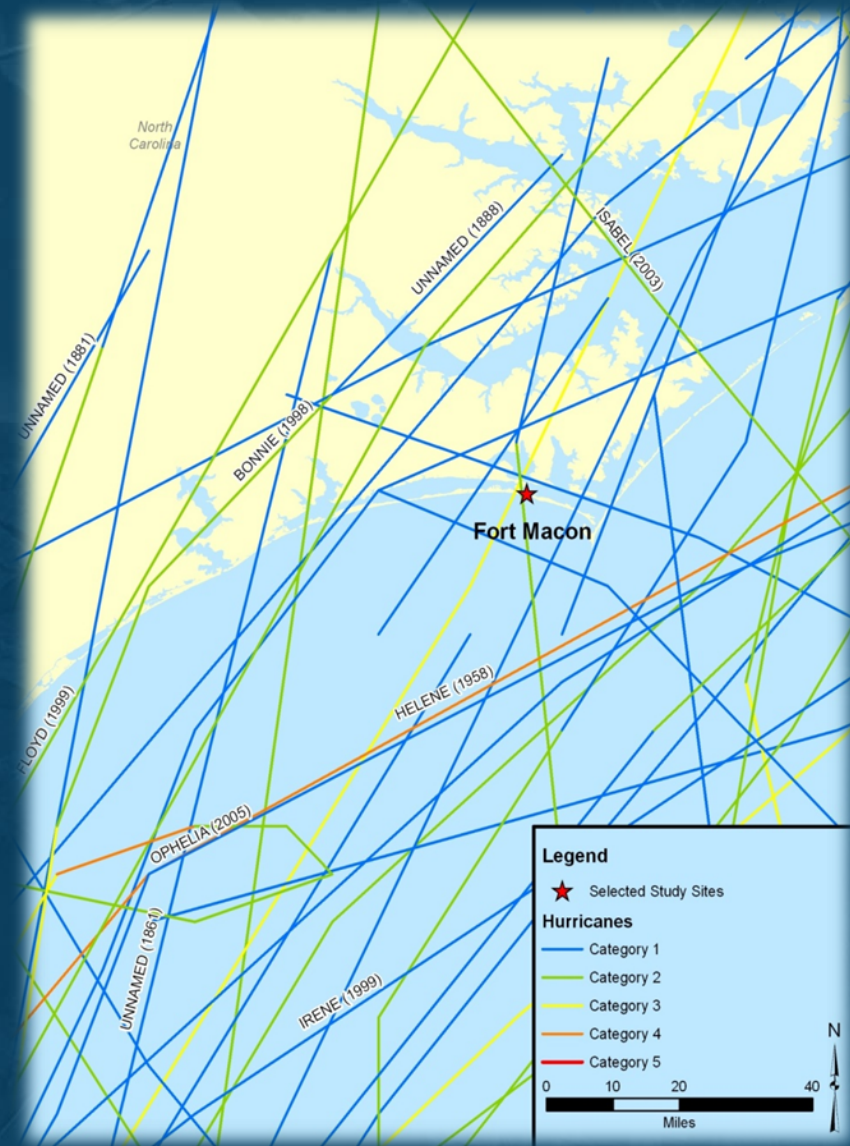 North
Carolina
UNNAMED (1888)
ISABEL (2003)
UNNAMED (1881)
BONNIE (1998)
Fort Macon
FLOYD (1999)
HELENE (1958)
OPHELIA (2005)
UNNAMED (1861)
IRENE (1999)
Legend
Selected Study Sites
Hurricanes
Category 1
Category 2
Category 3
Category 4
Category 5
N
0 10 20 40
Miles